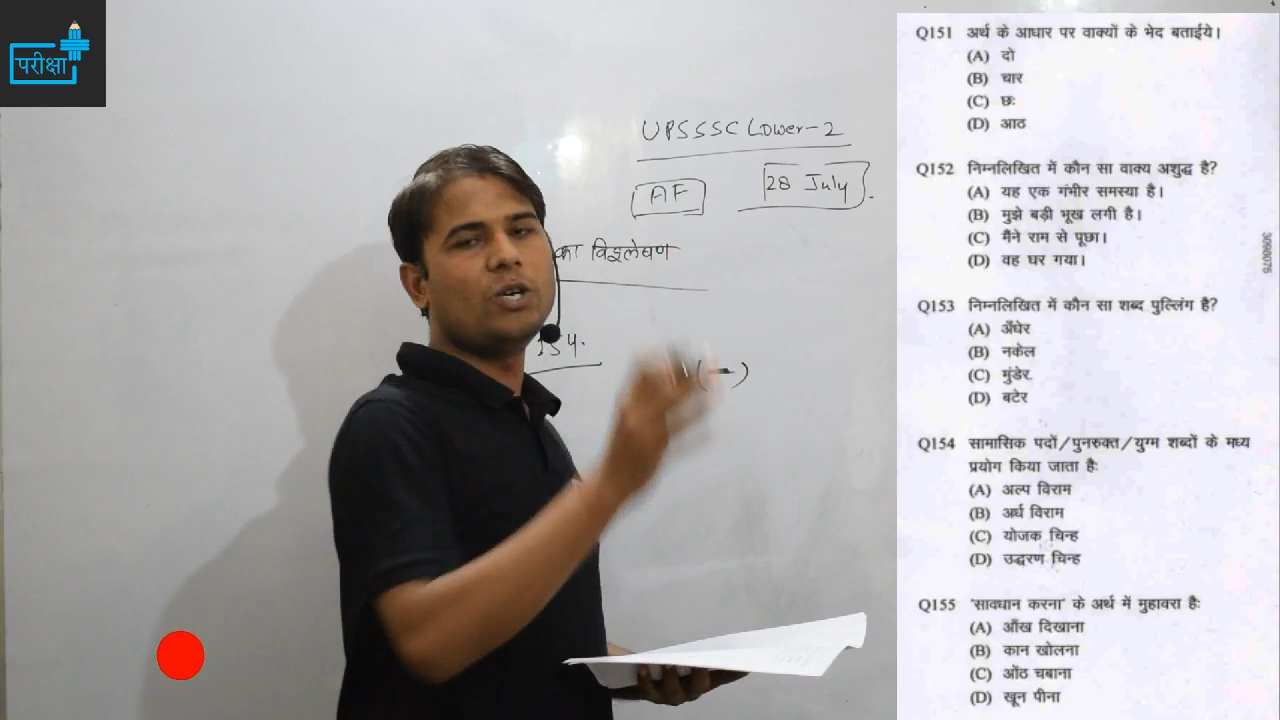 परीक्षा
UPSSSC Lower-2
AF
28 July
का विश्लेषण
154.
(-)
Q151 अर्थ के आधार पर वाक्यों के भेद बताईये।
(A) दो
(B) चार
(C) छः
(D) आठ
Q152 निम्नलिखित में कौन सा वाक्य अशुद्ध है?
(A) यह एक गंभीर समस्या है।
(B) मुझे बड़ी भूख लगी है।
(C) मैंने राम से पूछा।
(D) वह घर गया।
Q153 निम्नलिखित में कौन सा शब्द पुल्लिंग है?
(A) अँधेर
(B) नकेल
(C) मुंडेर
(D) बटेर
Q154 सामासिक पदों/पुनरुक्त/युग्म शब्दों के मध्य
प्रयोग किया जाता हैः
(A) अल्प विराम
(B) अर्ध विराम
(C) योजक चिन्ह
(D) उद्धरण चिन्ह
Q155 'सावधान करना' के अर्थ में मुहावरा हैः
(A) आँख दिखाना
(B) कान खोलना
(C) ओंठ चबाना
(D) खून पीना